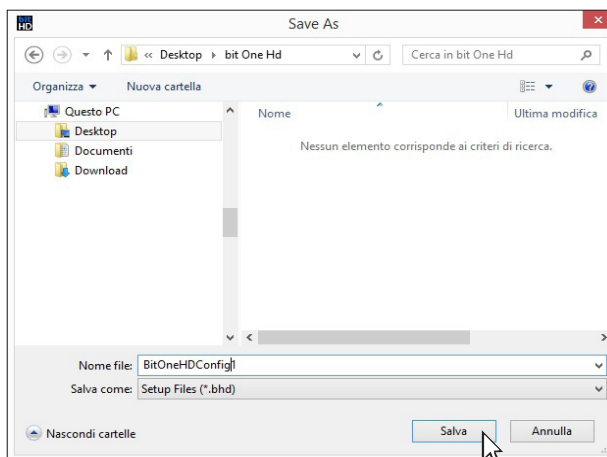 bit HD
Save As
« Desktop bit One Hd
Cerca in bit One Hd
Organizza
Nuova cartella
Questo PC
Desktop
Documenti
Download
Nome
Ultima modifica
Nessun elemento corrisponde ai criteri di ricerca.
Nome file: BitOneHDConfig1
Salva come: Setup Files (*.bhd)
Nascondi cartelle
Salva
Annulla